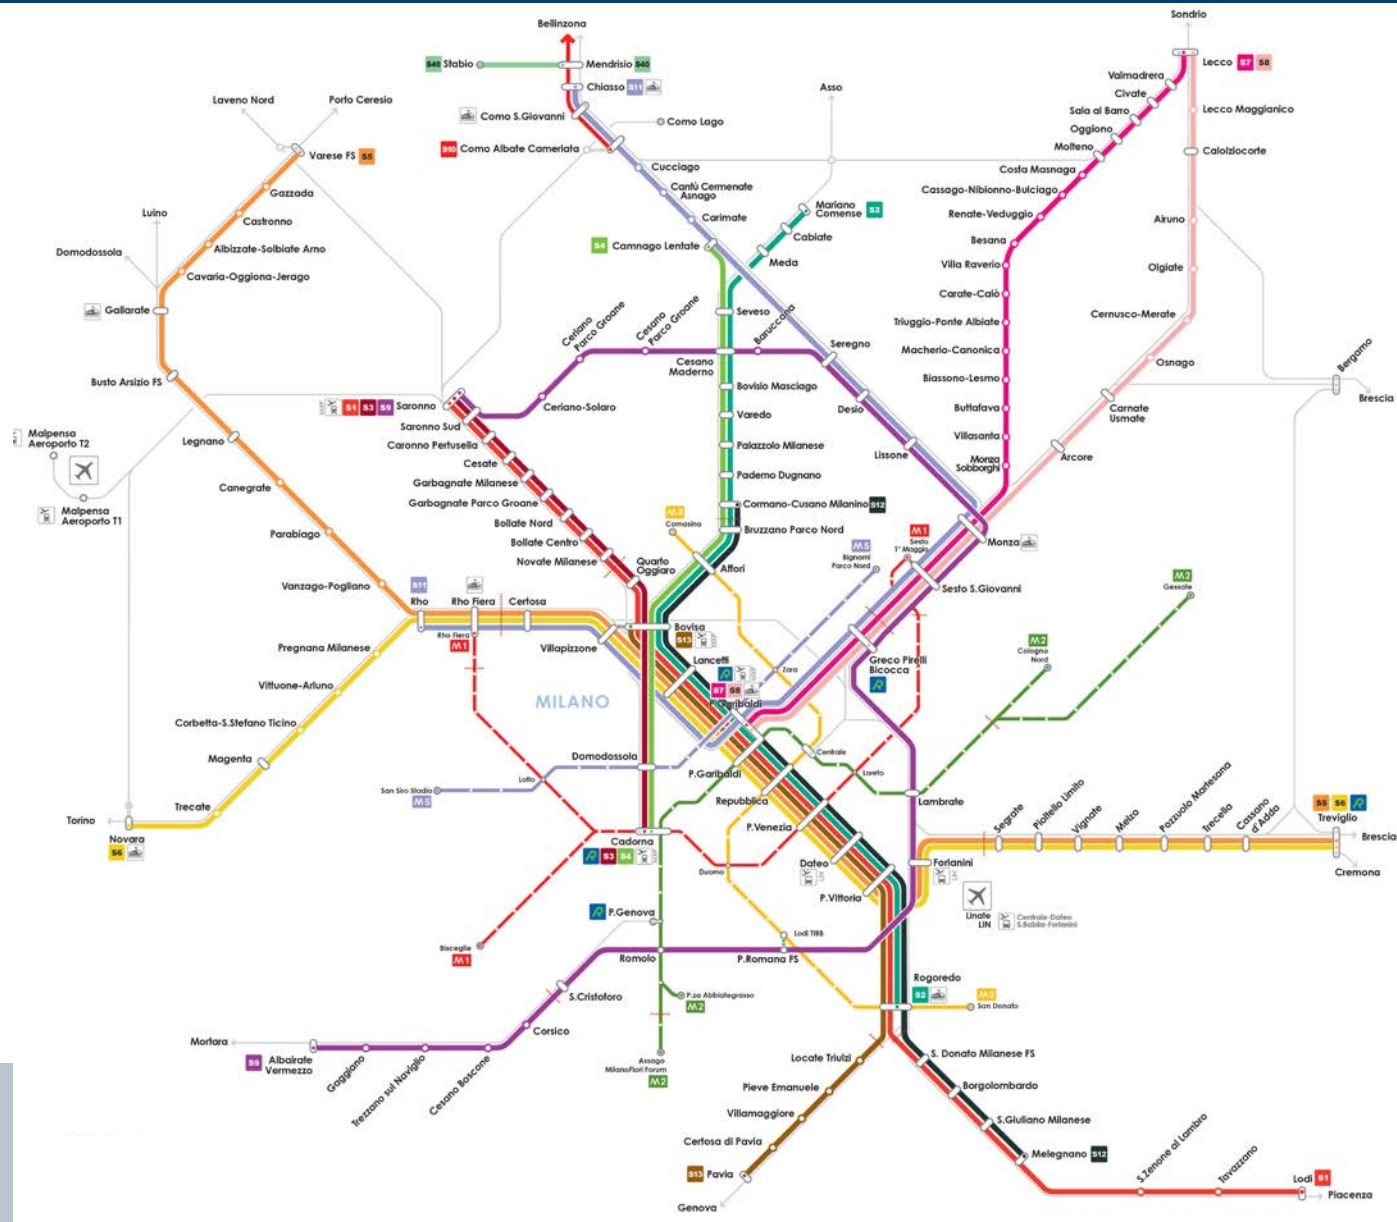 Bellinzona
Sondrio
S40 Stabio
Mendrisio S40
Chiasso S11
Lecco S7 S8
Valmadrera
Civate
Sala al Barro
Oggiono
Molteno
Costa Masnaga
Cassago-Nibionno-Bulciago
Renate-Veduggio
Besana
Villa Raverio
Carate-Calò
Triuggio-Ponte Albiate
Macherio-Canonica
Biassono-Lesmo
Buttafava
Villasanta
Monza
Sobborghi
Lecco Maggianico
Calolziocorte
Airuno
Olgiate
Cernusco-Merate
Osnago
Carnate
Usmate
Arcore
Bergamo
Brescia
Laveno Nord
Porto Ceresio
Varese FS S5
Gazzada
Castronno
Albizzate-Solbiate Arno
Cavaria-Oggiona-Jerago
Luino
Domodossola
Gallarate
Busto Arsizio FS
Legnano
Canegrate
Parabiago
Vanzago-Pogliano
Malpensa
Aeroporto T2
Malpensa
Aeroporto T1
Como S.Giovanni
Como Lago
S10 Como Albate Camerlata
Asso
Cucciago
Cantù Cermenate
Asnago
Carimate
S4 Camnago Lentate
Mariano
Comense S2
Cabiate
Meda
Seveso
Baruccana
Cesano
Maderno
Ceriano
Parco Groane
Cesano
Parco Groane
Ceriano-Solaro
Seregno
Desio
Lissone
Bovisio Masciago
Varedo
Palazzolo Milanese
Paderno Dugnano
Cormano-Cusano Milanino S12
Bruzzano Parco Nord
S1 S3 S9 Saronno
Saronno Sud
Caronno Pertusella
Cesate
Garbagnate Milanese
Garbagnate Parco Groane
Bollate Nord
Bollate Centro
Novate Milanese
Quarto
Oggiaro
M3
Comasina
Affori
M5
Bignami
Parco Nord
M1
Sesto
1° Maggio
Monza
Sesto S.Giovanni
M2
Gessate
S11
Rho
Rho Fiera
Certosa
Rho Fiera
M1
Villapizzone
Bovisa
S13
Lancetti
S7 S8
P.Garibaldi
Zara
Greco Pirelli
Bicocca
M2
Cologno
Nord
Pregnana Milanese
Vittuone-Arluno
Corbetta-S.Stefano Ticino
Magenta
Trecate
Torino
Novara
S6
MILANO
Domodossola
Lotto
San Siro Stadio
M5
P.Garibaldi
Centrale
Loreto
Repubblica
P.Venezia
Lambrate
Cadorna
S3 S4
Duomo
Dateo
LIN
P.Vittoria
Forlanini
LIN
Segrate
Pioltello Limito
Vignate
Melzo
Pozzuolo Martesana
Trecella
Cassano
d'Adda
S5 S6
Treviglio
Brescia
Cremona
Linate
LIN
Centrale-Dateo
S.Babila-Forlanini
P.Genova
Bisceglie
M1
Romolo
Lodi TIBB
P.Romana FS
S.Cristoforo
Corsico
P.za Abbiategrasso
M2
Assago
MilanoFiori Forum
M2
Rogoredo
S2
M3
San Donato
Mortara
S9 Albairate
Vermezzo
Gaggiano
Trezzano sul Naviglio
Cesano Boscone
Locate Triulzi
Pieve Emanuele
Villamaggiore
Certosa di Pavia
S13 Pavia
Genova
S. Donato Milanese FS
Borgolombardo
S.Giuliano Milanese
Melegnano S12
S.Zenone al Lambro
Tavazzano
Lodi S1
Piacenza